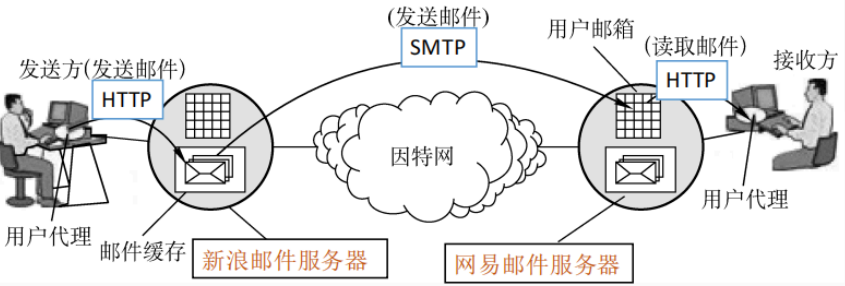 (发送邮件)
SMTP
用户邮箱
(读取邮件)
HTTP
接收方
发送方(发送邮件)
HTTP
因特网
用户代理
邮件缓存
用户代理
新浪邮件服务器
网易邮件服务器